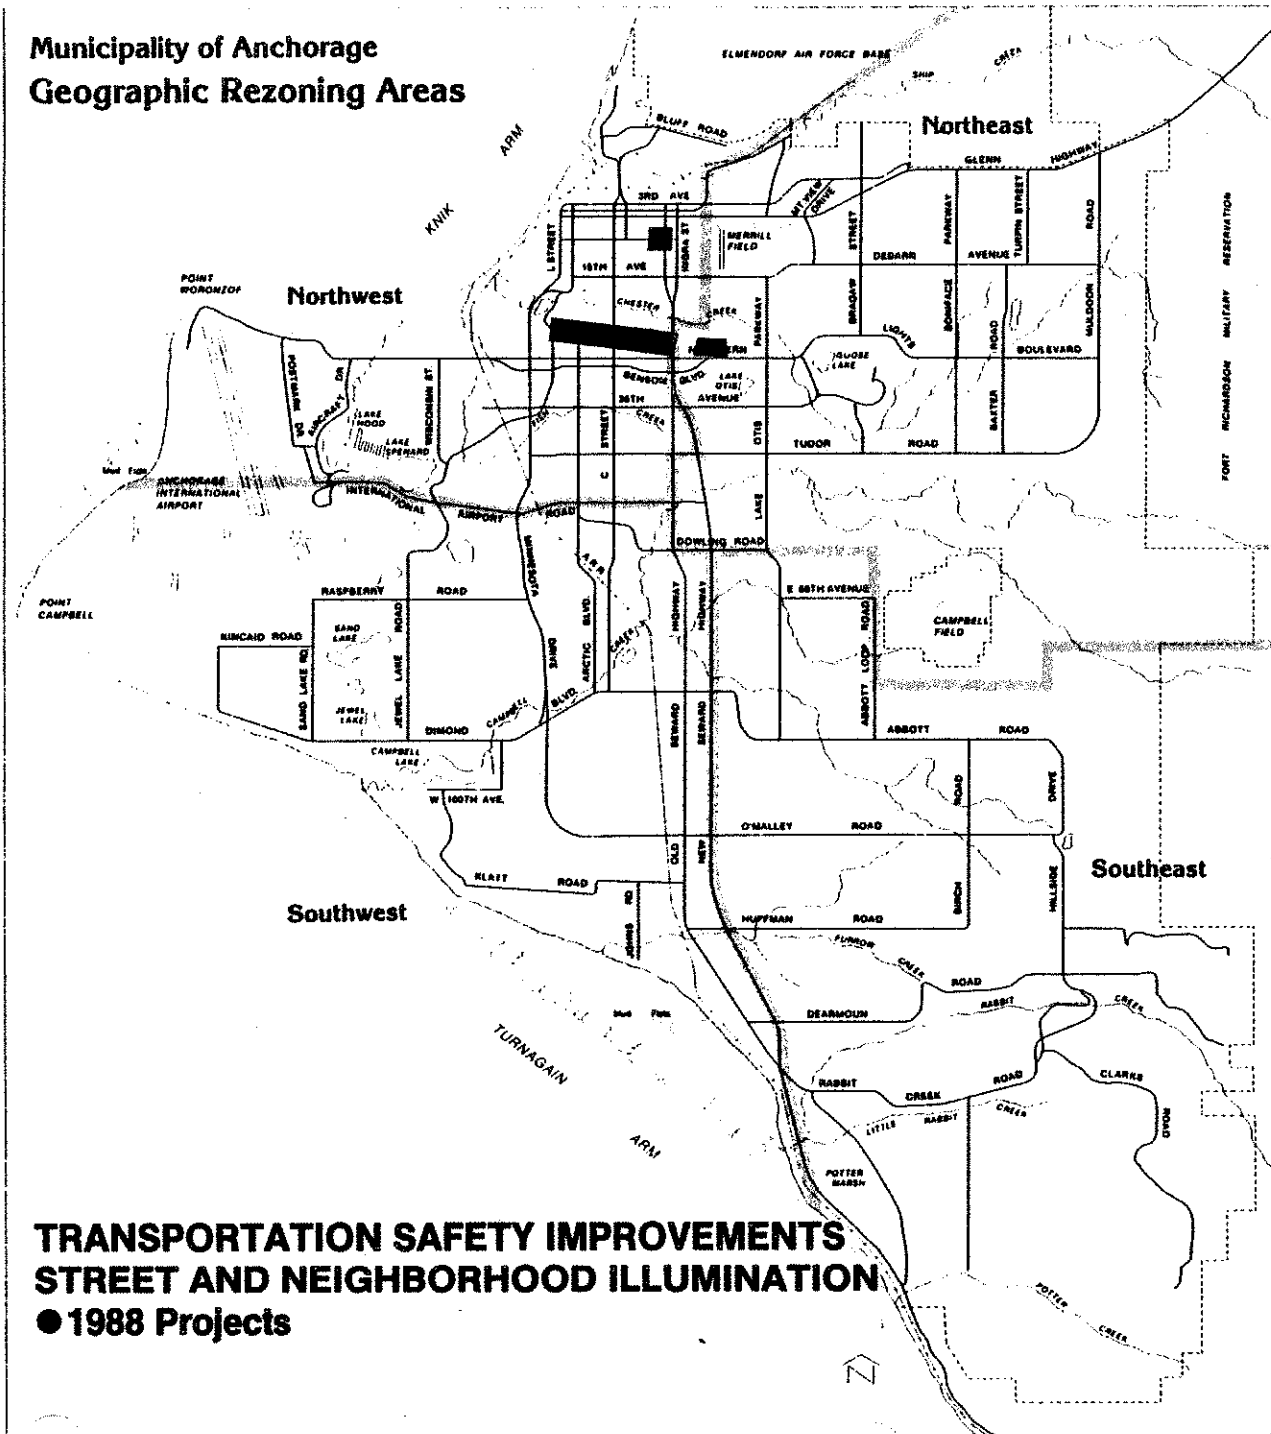 Municipality of Anchorage
Geographic Rezoning Areas
ELMENDORF AIR FORCE BASE
SHIP
CREEK
BLUFF ROAD
Northeast
GLENN
HIGHWAY
KNIK
ARM
3RD AVE
MT VIEW
DRIVE
L STREET
INGRA ST
MERRILL
FIELD
STREET
PARKWAY
TURPIN STREET
ROAD
DEBARR
AVENUE
15TH AVE
FORT RICHARDSON MILITARY RESERVATION
POINT
WORONZOF
Northwest
CHESTER
CREEK
PARKWAY
BRAGAW
BONIFACE
ROAD
MULDOON
LIGHTS
BOULEVARD
GOOSE
LAKE
BENSON BLVD.
LAKE
OTIS
36TH
AVENUE
POSTMARK DR
AIRCRAFT DR
WISCONSIN ST.
LAKE
HOOD
LAKE
SPENARD
FISH
CREEK
STREET
C
OTIS
LAKE
BAXTER
TUDOR
ROAD
Mud Flats
ANCHORAGE
INTERNATIONAL
AIRPORT
INTERNATIONAL
AIRPORT
ROAD
DOWLING ROAD
MINNESOTA
DRIVE
A.R.R.
ARCTIC BLVD.
CREEK
POINT
CAMPBELL
RASPBERRY
ROAD
E 68TH AVENUE
CAMPBELL
FIELD
KINCAID ROAD
SAND
LAKE
SAND LAKE RD.
JEWEL LAKE ROAD
JEWEL
LAKE
ABBOTT LOOP ROAD
HIGHWAY
HIGHWAY
SEWARD
SEWARD
OLD
NEW
DIMOND
CAMPBELL
BLVD.
CAMPBELL
LAKE
ABBOTT
ROAD
W 100TH AVE.
ROAD
DRIVE
O'MALLEY
ROAD
KLATT
ROAD
BIRCH
HILLSIDE
Southeast
Southwest
JOHNS RD
HUFFMAN
ROAD
FURROW
CREEK
ROAD
RABBIT
CREEK
DEARMOUN
Mud Flats
TURNAGAIN
ARM
RABBIT
CREEK
ROAD
CLARKS
ROAD
LITTLE
RABBIT
CREEK
POTTER
MARSH
TRANSPORTATION SAFETY IMPROVEMENTS
STREET AND NEIGHBORHOOD ILLUMINATION
● 1988 Projects
POTTER
CREEK
N